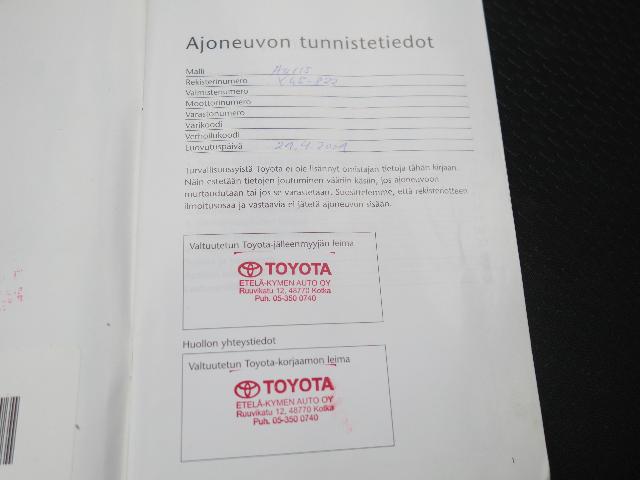 Ajoneuvon tunnistetiedot
Malli Auris
Rekisterinumero
Valmistenumero
Moottorinumero
Varastonumero
Värikoodi
Verhoilukoodi
Luovutuspäivä
Turvallisuussyistä Toyota ei ole lisännyt omistajan tietoja tähän kirjaan.
Näin estetään tietojen joutuminen vääriin käsiin, jos ajoneuvoon
murtaudutaan tai jos se varastetaan. Suosittelemme, että rekisteriotteen
ilmoitusosaa ja vastaavia ei jätetä ajoneuvon sisään.
Valtuutetun Toyota-jälleenmyyjän leima
TOYOTA
ETELÄ-KYMEN AUTO OY
Ruuvikatu 12, 48770 Kotka
Puh. 05-350 0740
Huollon yhteystiedot
Valtuutetun Toyota-korjaamon leima
TOYOTA
ETELÄ-KYMEN AUTO OY
Ruuvikatu 12, 48770 Kotka
Puh. 05-350 0740
1